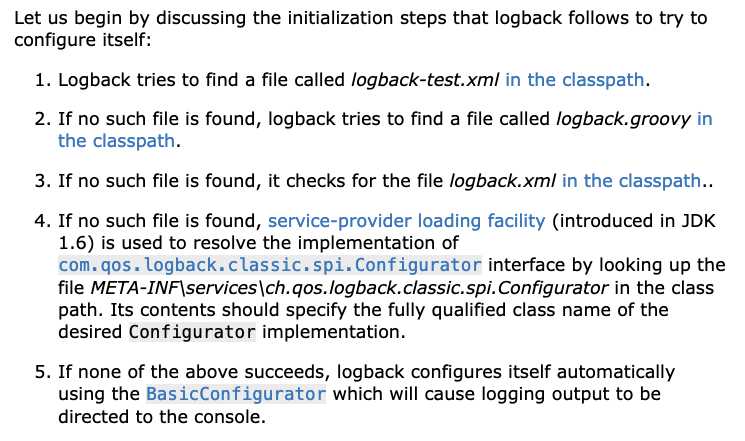 Let us begin by discussing the initialization steps that logback follows to try to
configure itself:
1. Logback tries to find a file called logback-test.xml in the classpath.
2. If no such file is found, logback tries to find a file called logback.groovy in
the classpath.
3. If no such file is found, it checks for the file logback.xml in the classpath..
4. If no such file is found, service-provider loading facility (introduced in JDK
1.6) is used to resolve the implementation of
com.qos.logback.classic.spi.Configurator interface by looking up the
file META-INF\services\ch.qos.logback.classic.spi.Configurator in the class
path. Its contents should specify the fully qualified class name of the
desired Configurator implementation.
5. If none of the above succeeds, logback configures itself automatically
using the BasicConfigurator which will cause logging output to be
directed to the console.